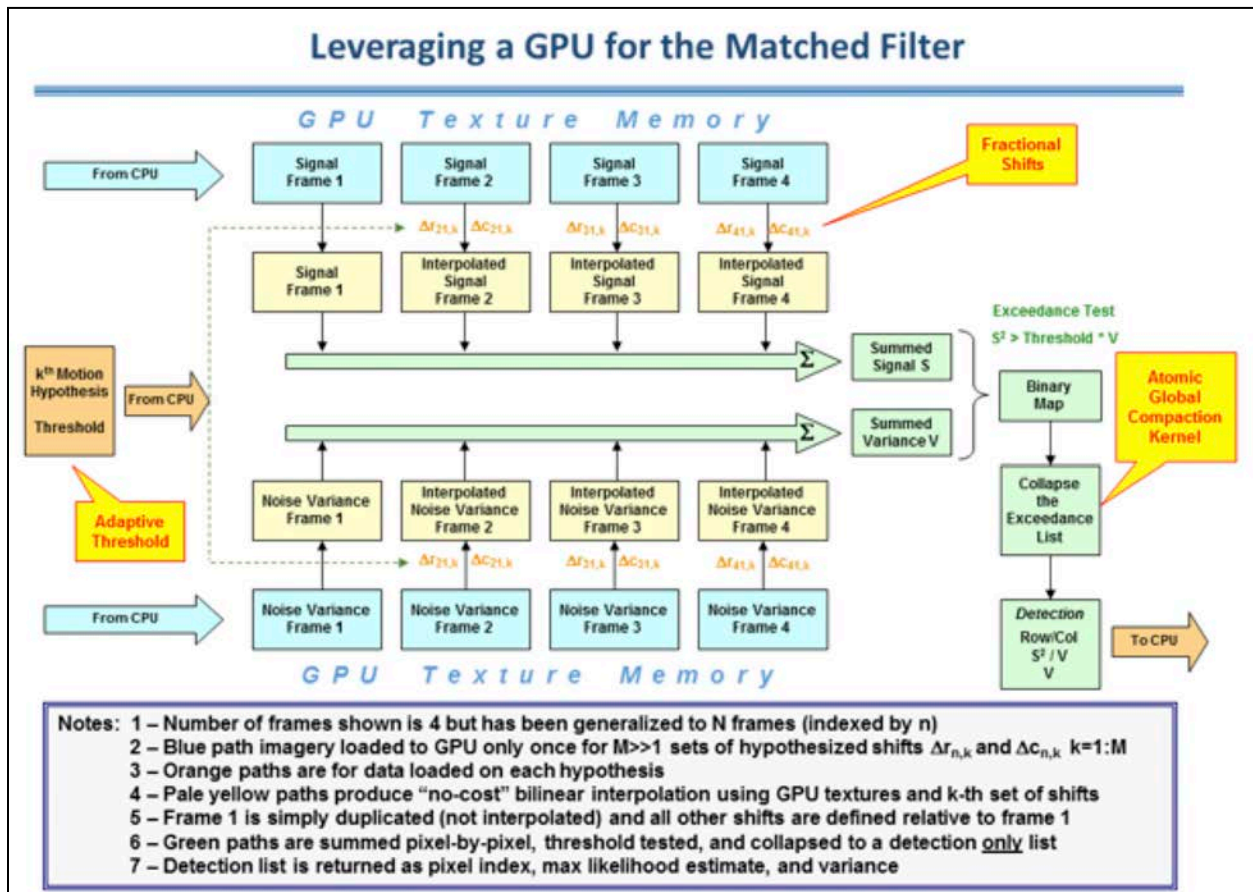 Leveraging a GPU for the Matched Filter
GPU Texture Memory
From CPU
Signal
Frame 1
Signal
Frame 2
Signal
Frame 3
Signal
Frame 4
Fractional
Shifts
Δr21,k Δc21,k
Δr31,k Δc31,k
Δr41,k Δc41,k
Signal
Frame 1
Interpolated
Signal
Frame 2
Interpolated
Signal
Frame 3
Interpolated
Signal
Frame 4
Exceedance Test
S² > Threshold * V
kth Motion
Hypothesis
Threshold
From CPU
Σ
Summed
Signal S
Σ
Summed
Variance V
Binary
Map
Atomic
Global
Compaction
Kernel
Adaptive
Threshold
Noise Variance
Frame 1
Interpolated
Noise Variance
Frame 2
Interpolated
Noise Variance
Frame 3
Interpolated
Noise Variance
Frame 4
Collapse
the
Exceedance
List
Δr21,k Δc21,k
Δr31,k Δc31,k
Δr41,k Δc41,k
From CPU
Noise Variance
Frame 1
Noise Variance
Frame 2
Noise Variance
Frame 3
Noise Variance
Frame 4
Detection
Row/Col
S² / V
V
To CPU
GPU Texture Memory
Notes: 1 – Number of frames shown is 4 but has been generalized to N frames (indexed by n)
2 – Blue path imagery loaded to GPU only once for M>>1 sets of hypothesized shifts Δrn,k and Δcn,k k=1:M
3 – Orange paths are for data loaded on each hypothesis
4 – Pale yellow paths produce “no-cost” bilinear interpolation using GPU textures and k-th set of shifts
5 – Frame 1 is simply duplicated (not interpolated) and all other shifts are defined relative to frame 1
6 – Green paths are summed pixel-by-pixel, threshold tested, and collapsed to a detection only list
7 – Detection list is returned as pixel index, max likelihood estimate, and variance